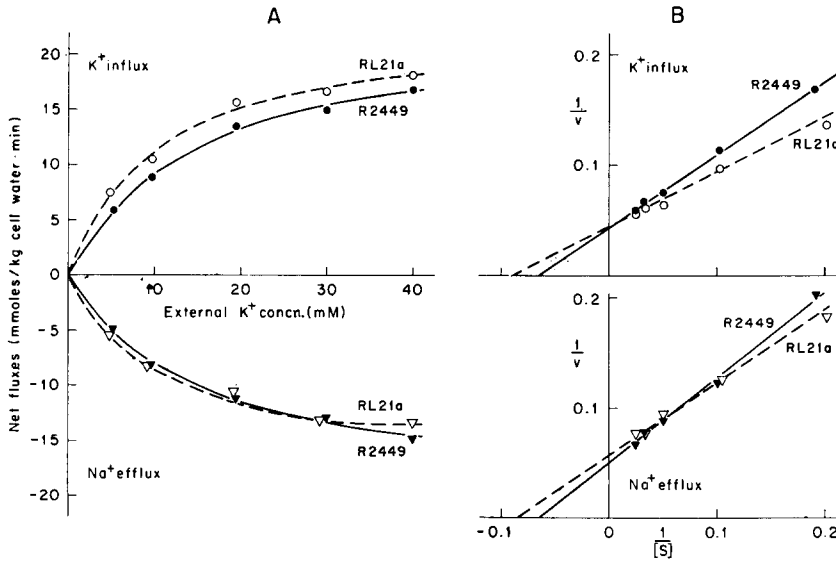 A
20
15
10
5
0
-5
-10
-15
-20
Net fluxes (mmoles/kg cell water·min)
K+ influx
RL21a
R2449
10
20
30
40
External K+ concn.(mM)
RL21a
R2449
Na+ efflux
B
0.2
K+ influx
1/v
R2449
RL21a
0.1
0.2
R2449
1/v
RL21a
0.1
Na+ efflux
-0.1
0
1/[S]
0.1
0.2